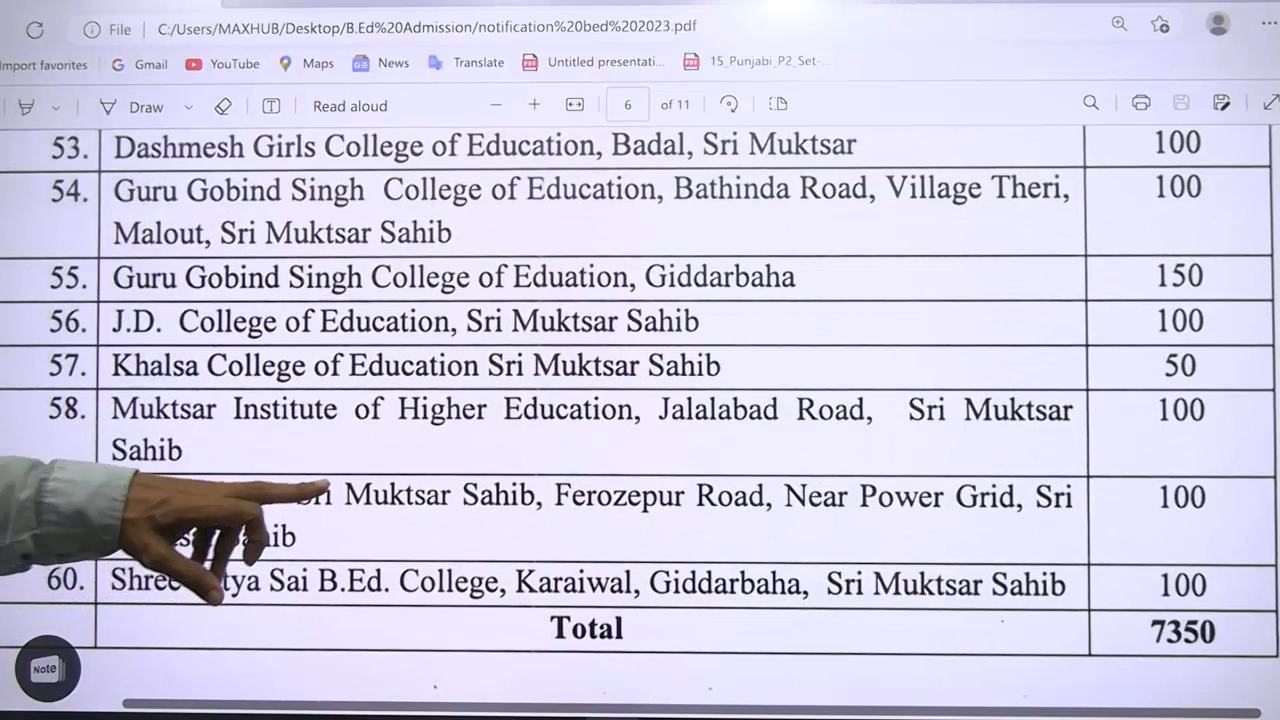 File C:/Users/MAXHUB/Desktop/B.Ed%20Admission/notification%20bed%202023.pdf
mport favorites Gmail YouTube Maps News Translate Untitled presentati... 15_Punjabi_P2_Set-...
Draw Read aloud 6 of 11
53. Dashmesh Girls College of Education, Badal, Sri Muktsar 100
54. Guru Gobind Singh College of Education, Bathinda Road, Village Theri, 100
Malout, Sri Muktsar Sahib
55. Guru Gobind Singh College of Eduation, Giddarbaha 150
56. J.D. College of Education, Sri Muktsar Sahib 100
57. Khalsa College of Education Sri Muktsar Sahib 50
58. Muktsar Institute of Higher Education, Jalalabad Road, Sri Muktsar 100
Sahib
Sri Muktsar Sahib, Ferozepur Road, Near Power Grid, Sri 100
60. Shree Sai B.Ed. College, Karaiwal, Giddarbaha, Sri Muktsar Sahib 100
Total 7350
Note